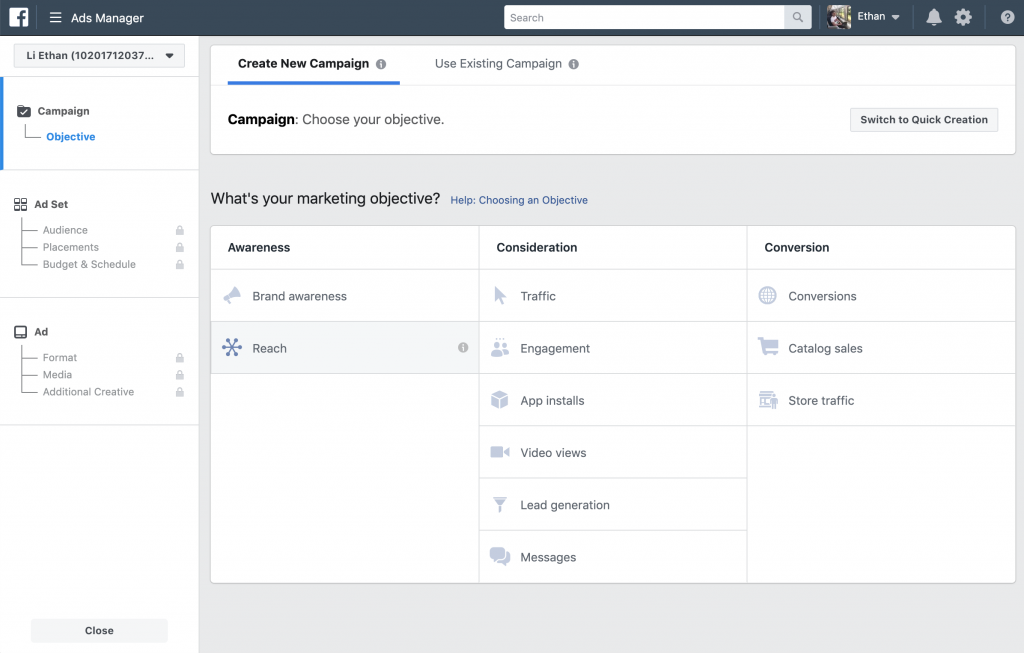 Ads Manager
Search
Ethan
Li Ethan (10201712037...
Campaign
Objective
Ad Set
Audience
Placements
Budget & Schedule
Ad
Format
Media
Additional Creative
Close
Create New Campaign
Use Existing Campaign
Campaign: Choose your objective.
Switch to Quick Creation
What's your marketing objective? Help: Choosing an Objective
Awareness
Brand awareness
Reach
Consideration
Traffic
Engagement
App installs
Video views
Lead generation
Messages
Conversion
Conversions
Catalog sales
Store traffic